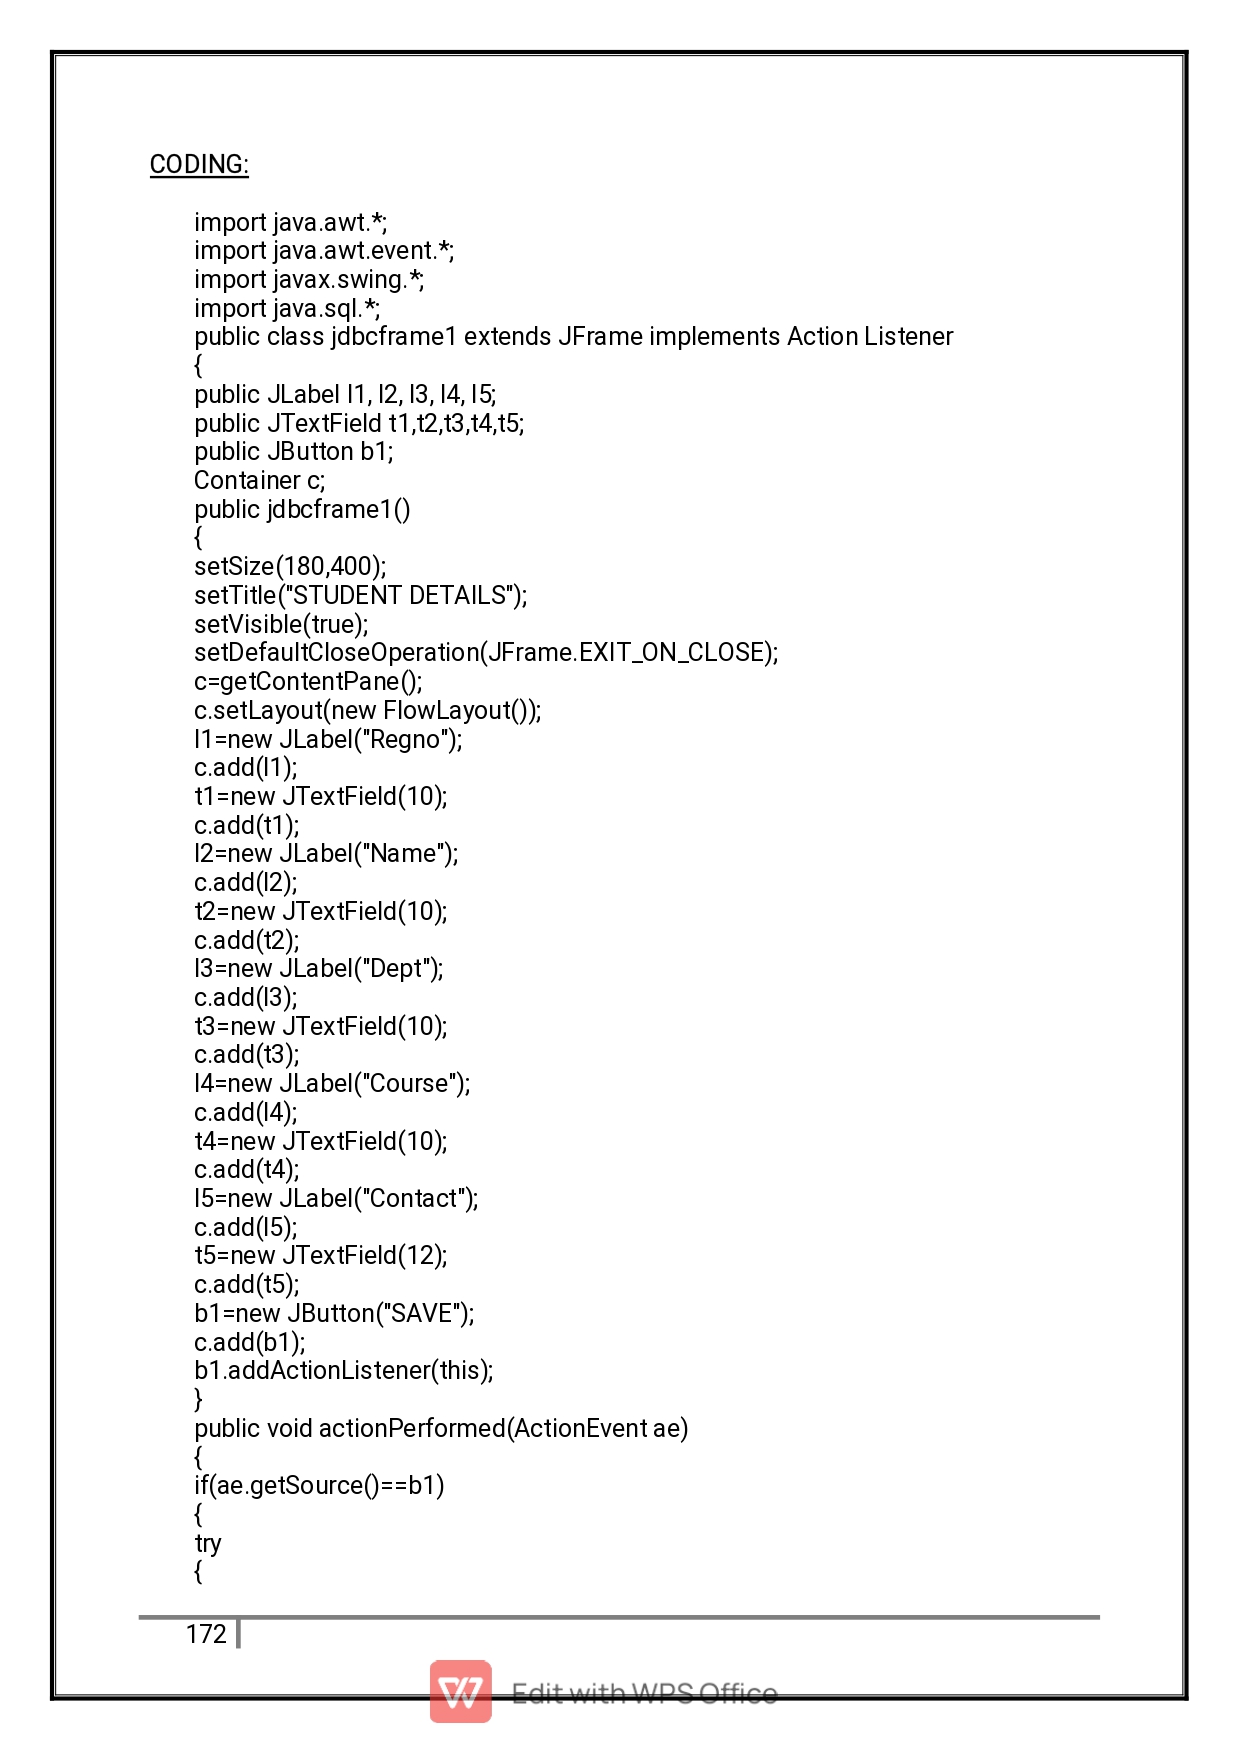 CODING:
import java.awt.*;
import java.awt.event.*;
import javax.swing.*;
import java.sql.*;
public class jdbcframe1 extends JFrame implements Action Listener
{
public JLabel l1, l2, l3, l4, l5;
public JTextField t1,t2,t3,t4,t5;
public JButton b1;
Container c;
public jdbcframe1()
{
setSize(180,400);
setTitle("STUDENT DETAILS");
setVisible(true);
setDefaultCloseOperation(JFrame.EXIT_ON_CLOSE);
c=getContentPane();
c.setLayout(new FlowLayout());
l1=new JLabel("Regno");
c.add(l1);
t1=new JTextField(10);
c.add(t1);
l2=new JLabel("Name");
c.add(l2);
t2=new JTextField(10);
c.add(t2);
l3=new JLabel("Dept");
c.add(l3);
t3=new JTextField(10);
c.add(t3);
l4=new JLabel("Course");
c.add(l4);
t4=new JTextField(10);
c.add(t4);
l5=new JLabel("Contact");
c.add(l5);
t5=new JTextField(12);
c.add(t5);
b1=new JButton("SAVE");
c.add(b1);
b1.addActionListener(this);
}
public void actionPerformed(ActionEvent ae)
{
if(ae.getSource()==b1)
{
try
{
172
Edit with WPS Office